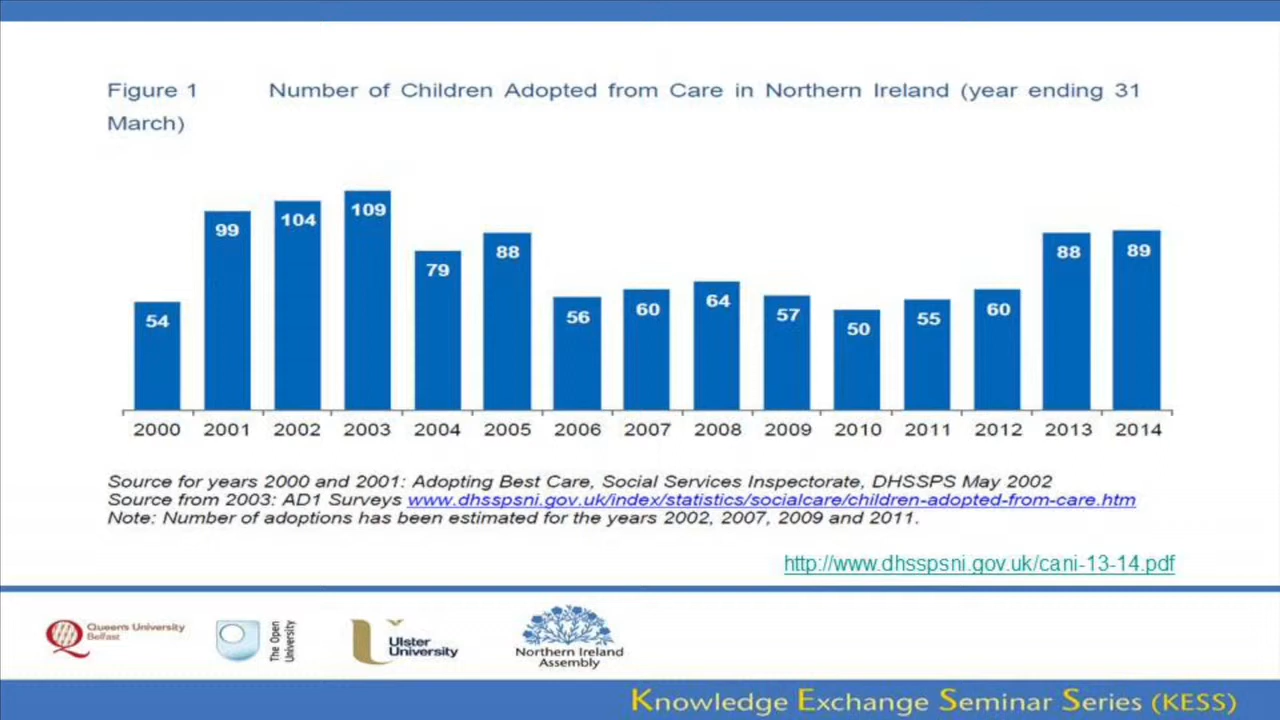 Figure 1 Number of Children Adopted from Care in Northern Ireland (year ending 31
March)
54
99
104
109
79
88
56
60
64
57
50
55
60
88
89
2000 2001 2002 2003 2004 2005 2006 2007 2008 2009 2010 2011 2012 2013 2014
Source for years 2000 and 2001: Adopting Best Care, Social Services Inspectorate, DHSSPS May 2002
Source from 2003: AD1 Surveys www.dhsspsni.gov.uk/index/statistics/socialcare/children-adopted-from-care.htm
Note: Number of adoptions has been estimated for the years 2002, 2007, 2009 and 2011.
http://www.dhsspsni.gov.uk/cani-13-14.pdf
Queen's University
Belfast
The Open
University
Ulster
University
Northern Ireland
Assembly
Knowledge Exchange Seminar Series (KESS)